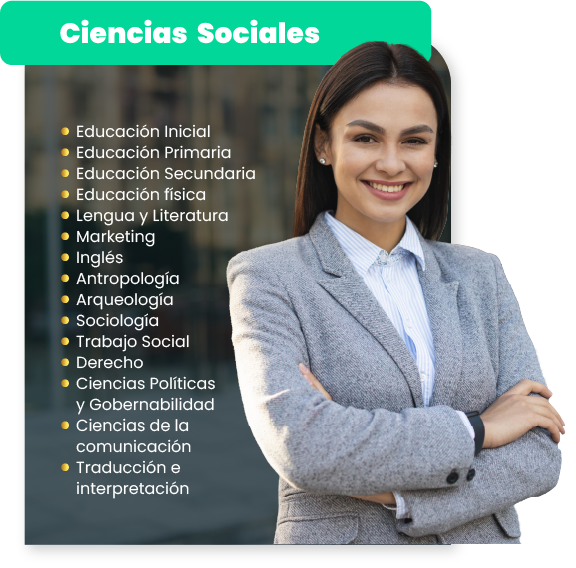 Ciencias Sociales
Educación Inicial
Educación Primaria
Educación Secundaria
Educación física
Lengua y Literatura
Marketing
Inglés
Antropología
Arqueología
Sociología
Trabajo Social
Derecho
Ciencias Políticas
y Gobernabilidad
Ciencias de la
comunicación
Traducción e
interpretación